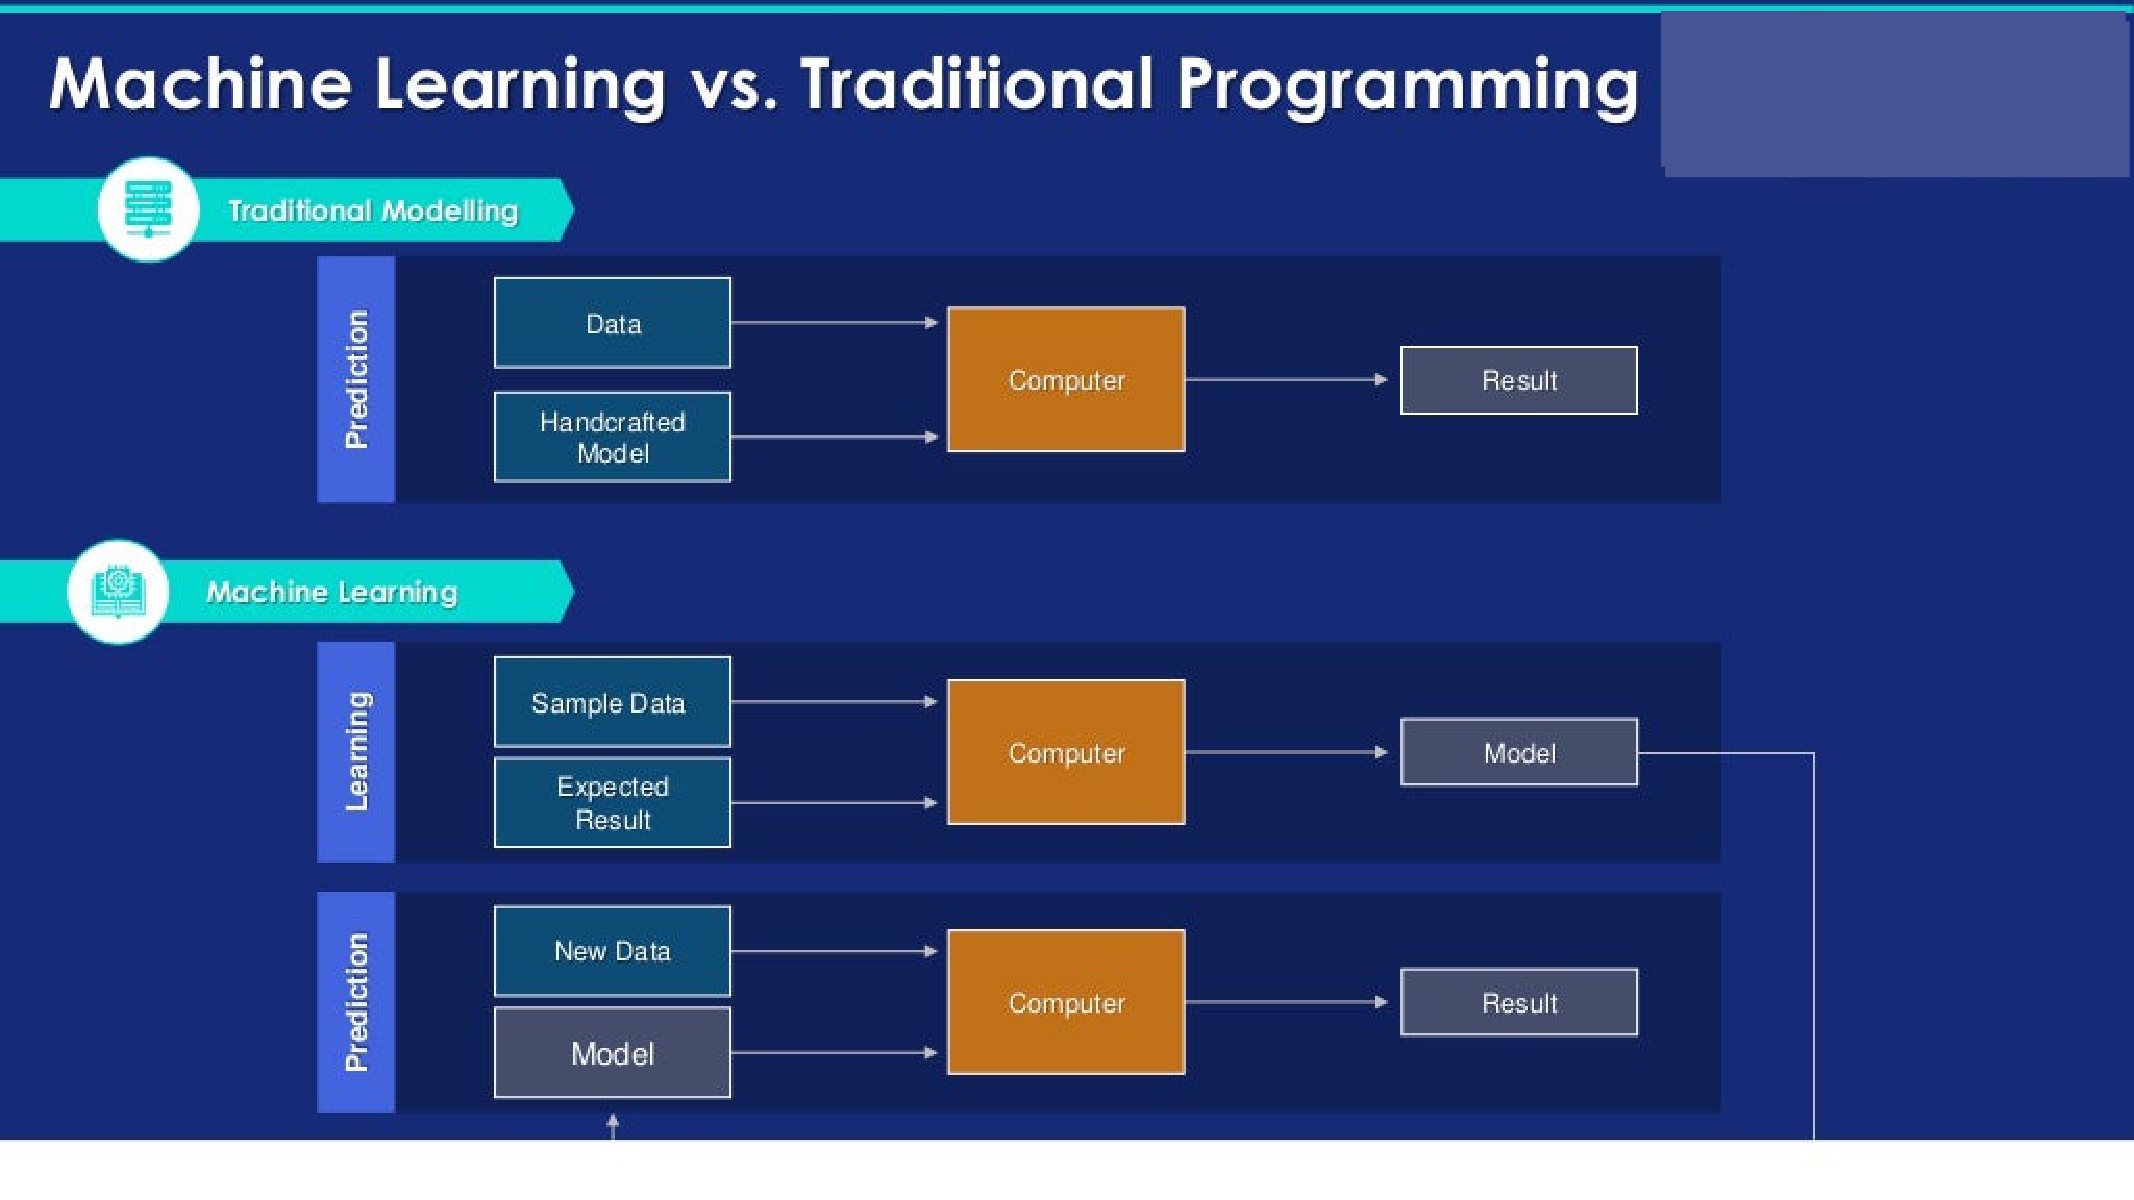 Machine Learning vs. Traditional Programming
Traditional Modelling
Prediction
Data
Handcrafted
Model
Computer
Result
Machine Learning
Learning
Sample Data
Expected
Result
Computer
Model
Prediction
New Data
Model
Computer
Result